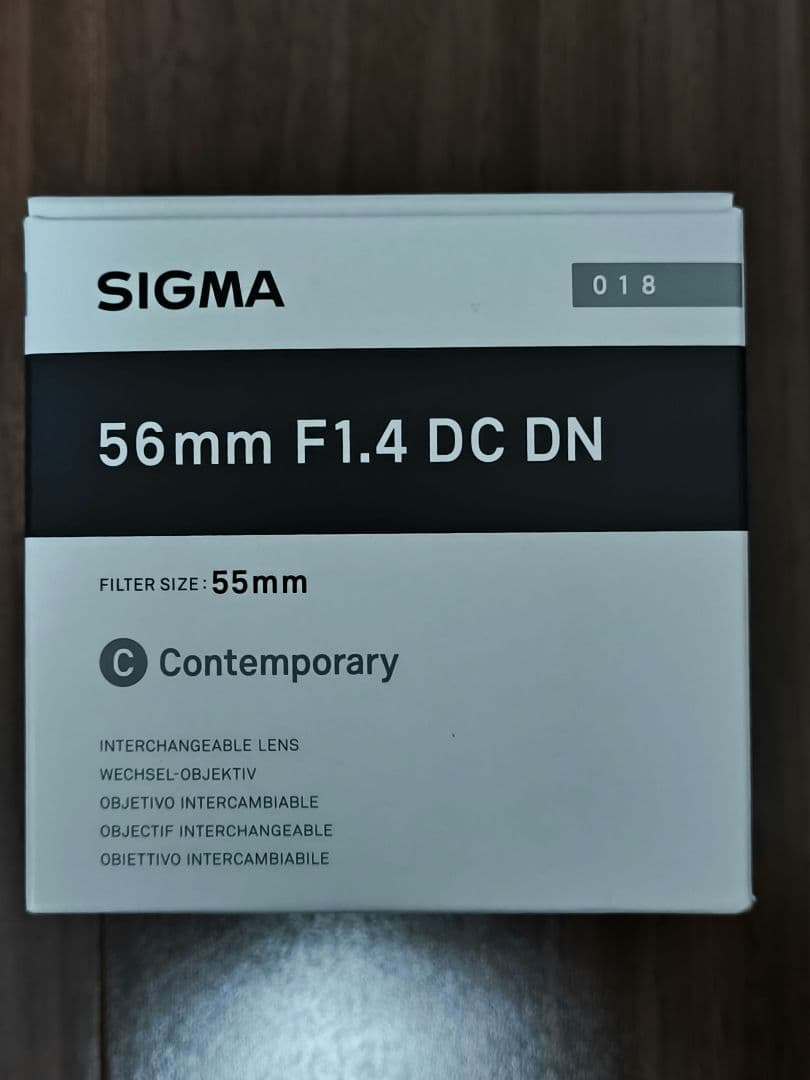 SIGMA
018
56mm F1.4 DC DN
FILTER SIZE: 55mm
C Contemporary
INTERCHANGEABLE LENS
WECHSEL-OBJEKTIV
OBJETIVO INTERCAMBIABLE
OBJECTIF INTERCHANGEABLE
OBIETTIVO INTERCAMBIABILE